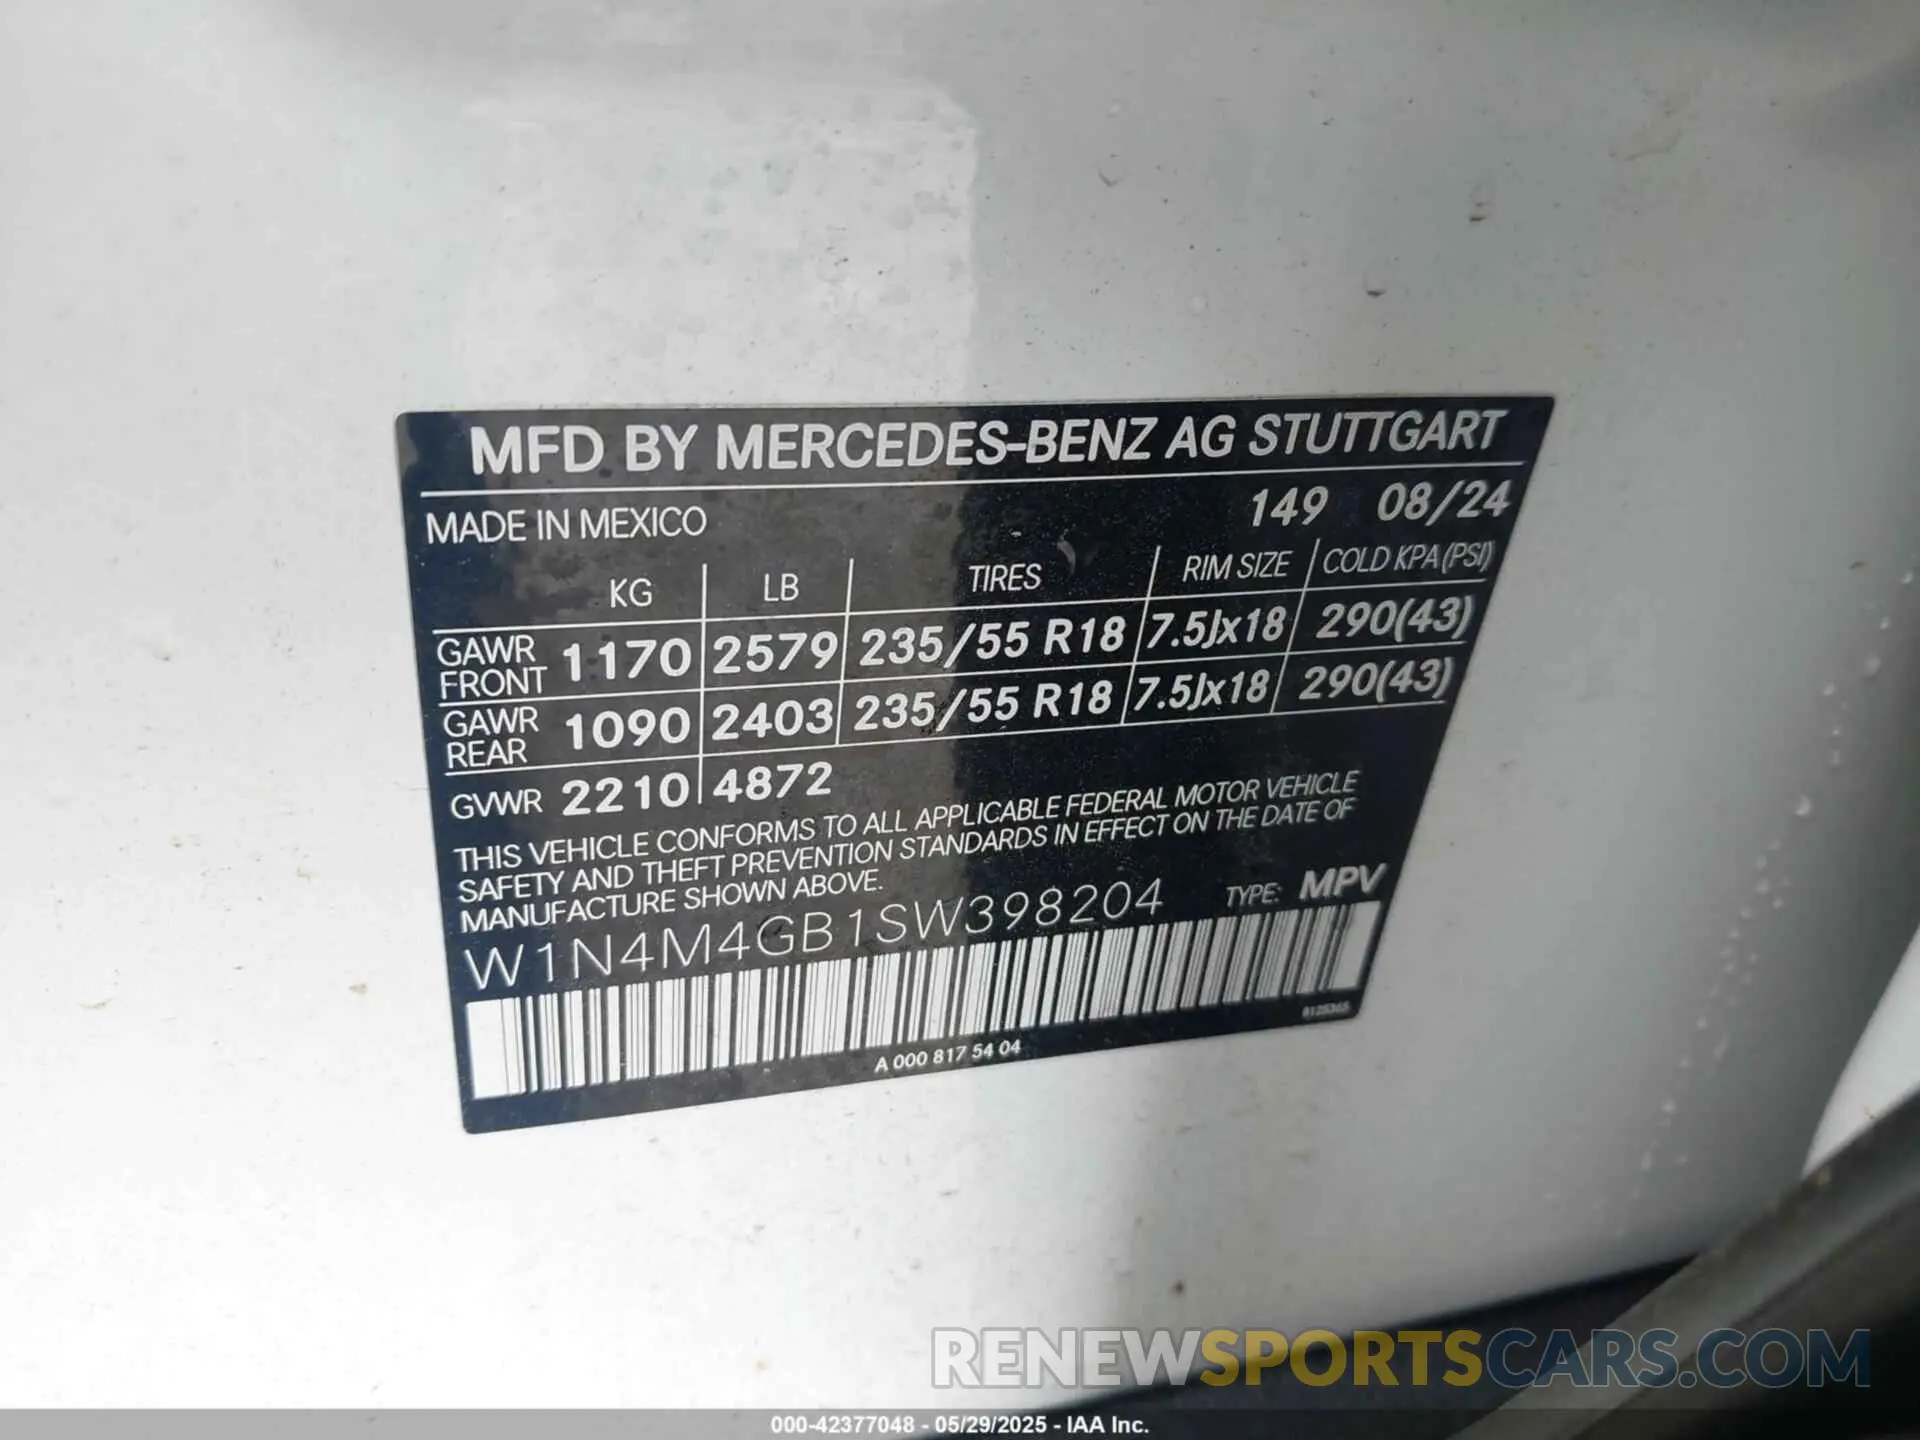 MFD BY MERCEDES-BENZ AG STUTTGART
MADE IN MEXICO 149 08/24
KG LB TIRES RIM SIZE COLD KPA(PSI)
GAWR FRONT 1170 2579 235/55 R18 7.5Jx18 290(43)
GAWR REAR 1090 2403 235/55 R18 7.5Jx18 290(43)
GVWR 2210 4872
THIS VEHICLE CONFORMS TO ALL APPLICABLE FEDERAL MOTOR VEHICLE
SAFETY AND THEFT PREVENTION STANDARDS IN EFFECT ON THE DATE OF
MANUFACTURE SHOWN ABOVE.
W1N4M4GB1SW398204 TYPE: MPV
A 000 817 54 04
RENEWSPORTSCARS.COM
000-42377048 - 05/29/2025 - IAA Inc.